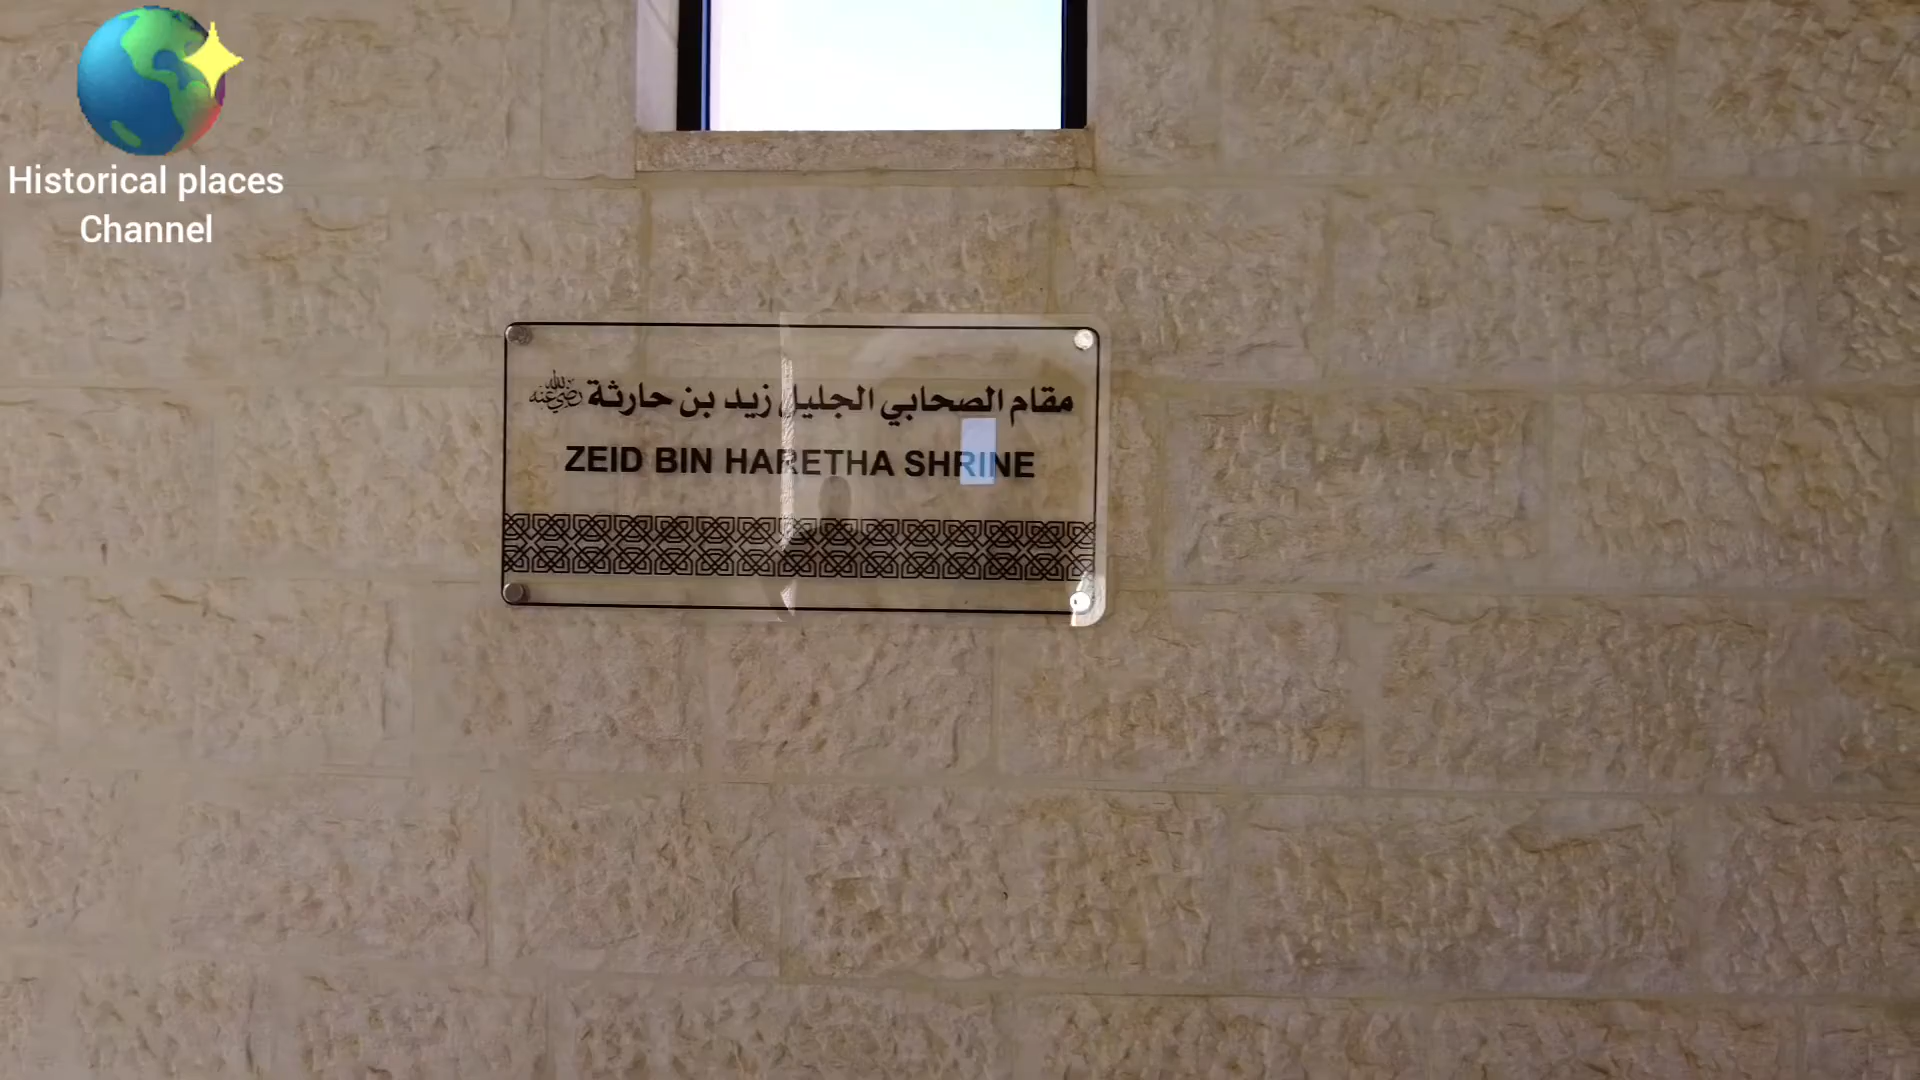 Historical places
Channel
مقام الصحابي الجليل زيد بن حارثة رضي الله عنه
ZEID BIN HARETHA SHRINE